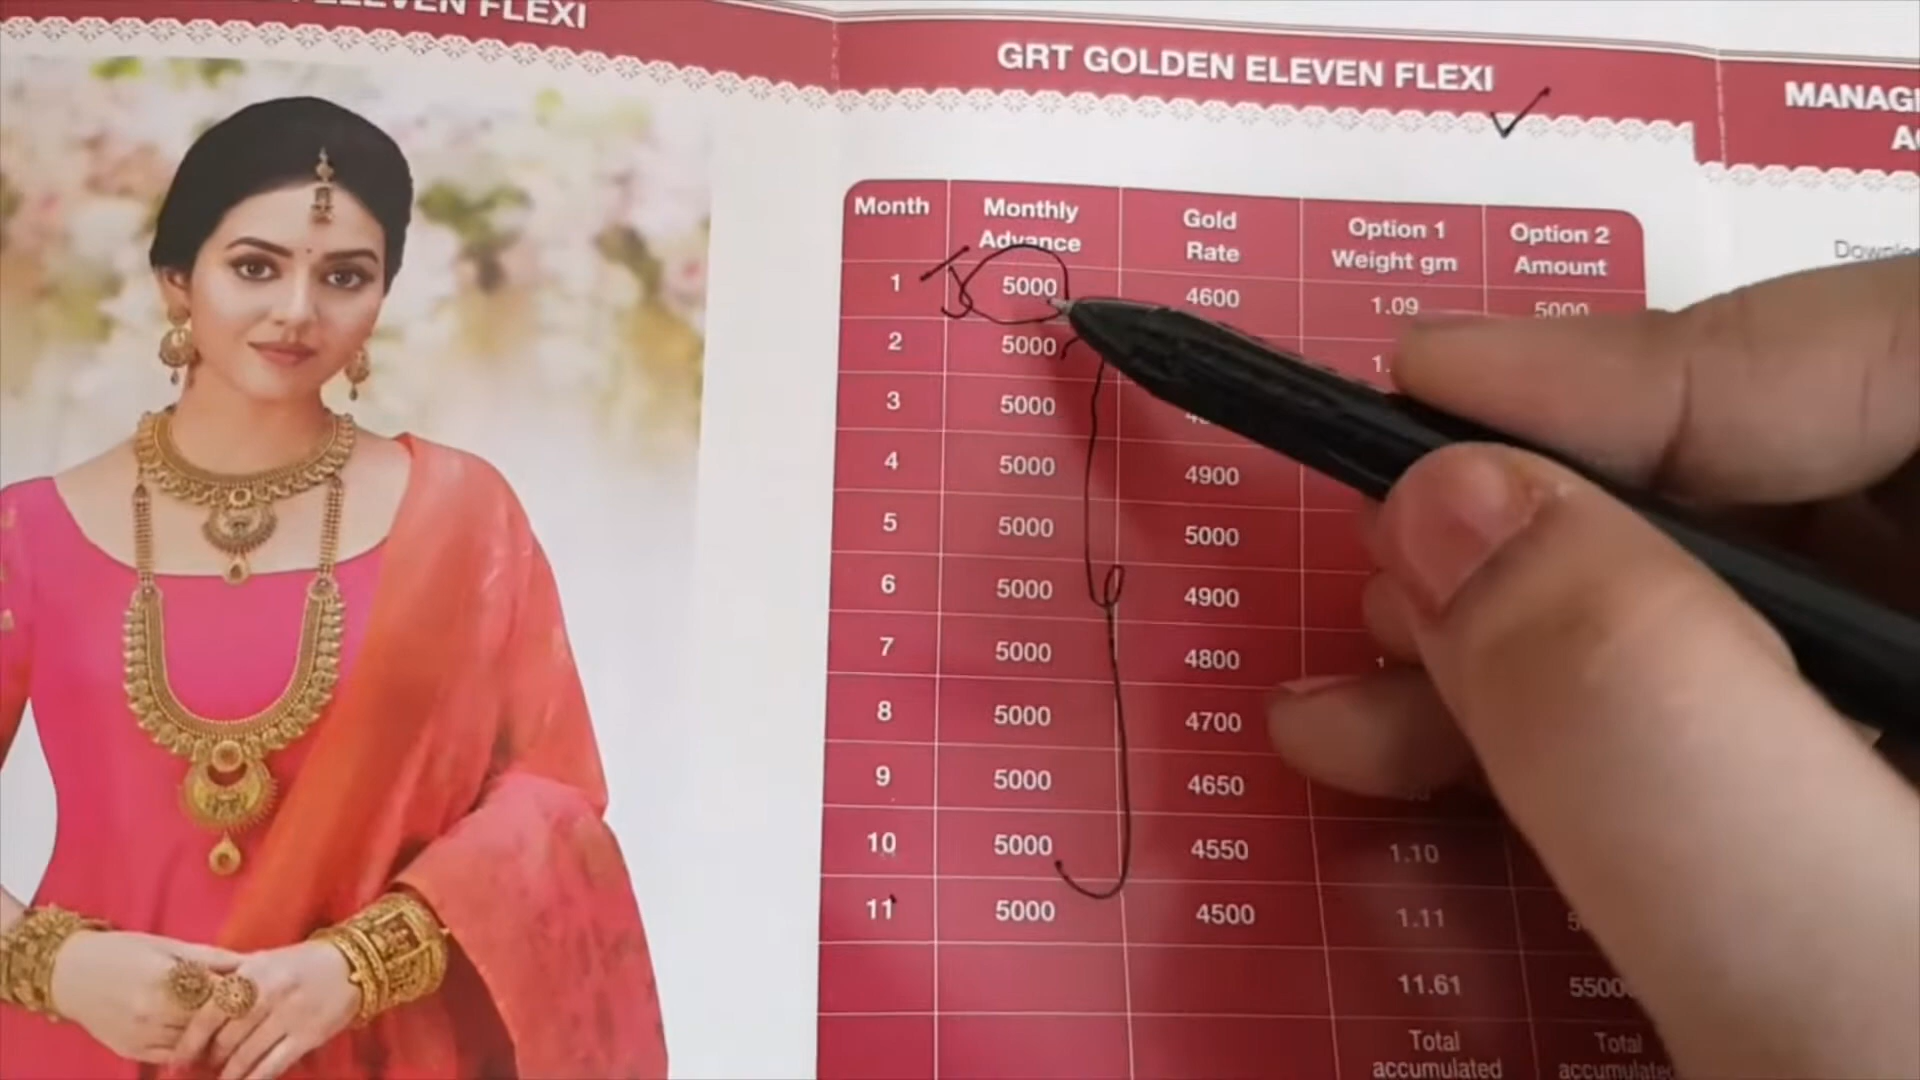 ELEVEN FLEXI
GRT GOLDEN ELEVEN FLEXI
Month Monthly Advance Gold Rate Option 1 Weight gm Option 2 Amount
1 5000 4600 1.09 5000
2 5000
3 5000
4 5000 4900
5 5000 5000
6 5000 4900
7 5000 4800
8 5000 4700
9 5000 4650
10 5000 4550 1.10
11 5000 4500 1.11
11.61
Total accumulated Total accumulated